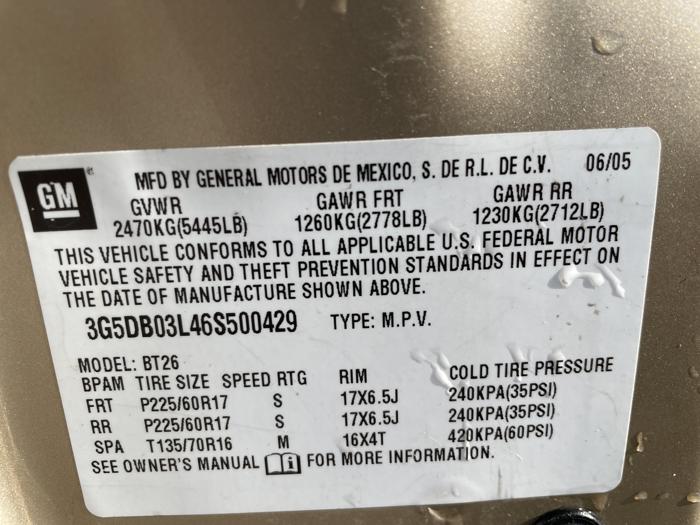 GM MFD BY GENERAL MOTORS DE MEXICO, S. DE R.L. DE C.V. 06/05
GVWR GAWR FRT GAWR RR
2470KG(5445LB) 1260KG(2778LB) 1230KG(2712LB)
THIS VEHICLE CONFORMS TO ALL APPLICABLE U.S. FEDERAL MOTOR
VEHICLE SAFETY AND THEFT PREVENTION STANDARDS IN EFFECT ON
THE DATE OF MANUFACTURE SHOWN ABOVE.
3G5DB03L46S500429 TYPE: M.P.V.
MODEL: BT26
BPAM TIRE SIZE SPEED RTG RIM COLD TIRE PRESSURE
FRT P225/60R17 S 17X6.5J 240KPA(35PSI)
RR P225/60R17 S 17X6.5J 240KPA(35PSI)
SPA T135/70R16 M 16X4T 420KPA(60PSI)
SEE OWNER'S MANUAL i FOR MORE INFORMATION.